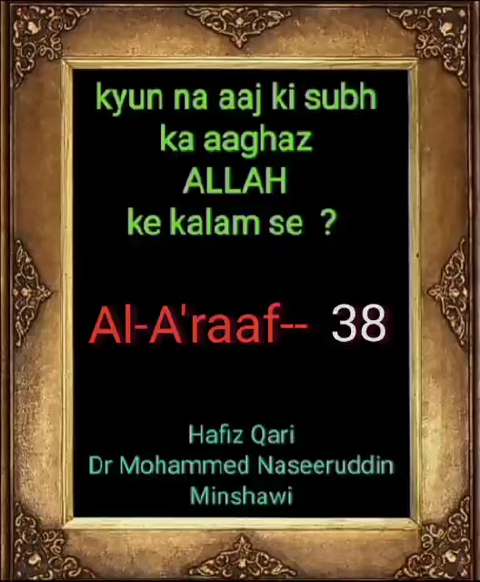 kyun na aaj ki subh
ka aaghaz
ALLAH
ke kalam se ?
Al-A'raaf-- 38
Hafiz Qari
Dr Mohammed Naseeruddin
Minshawi